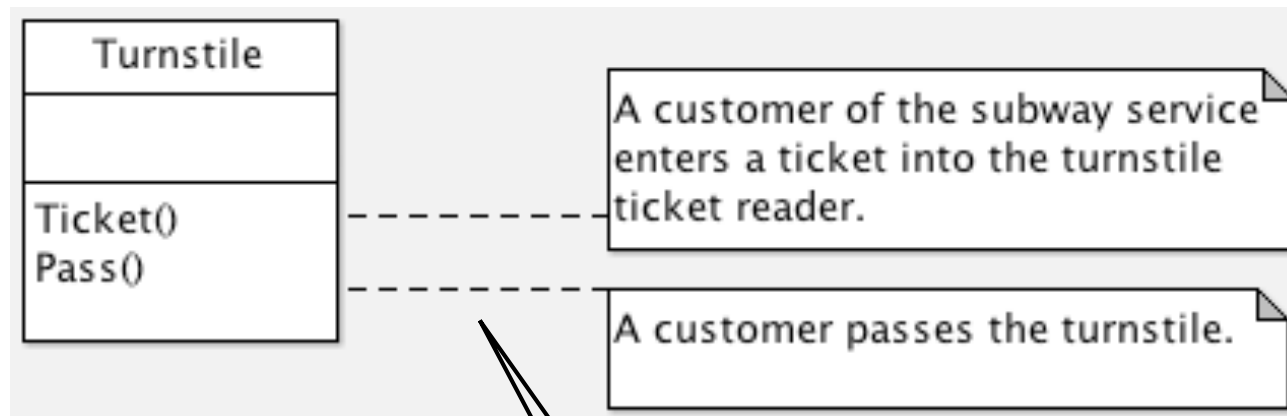 Turnstile
Ticket()
Pass()
A customer of the subway service
enters a ticket into the turnstile
ticket reader.
A customer passes the turnstile.